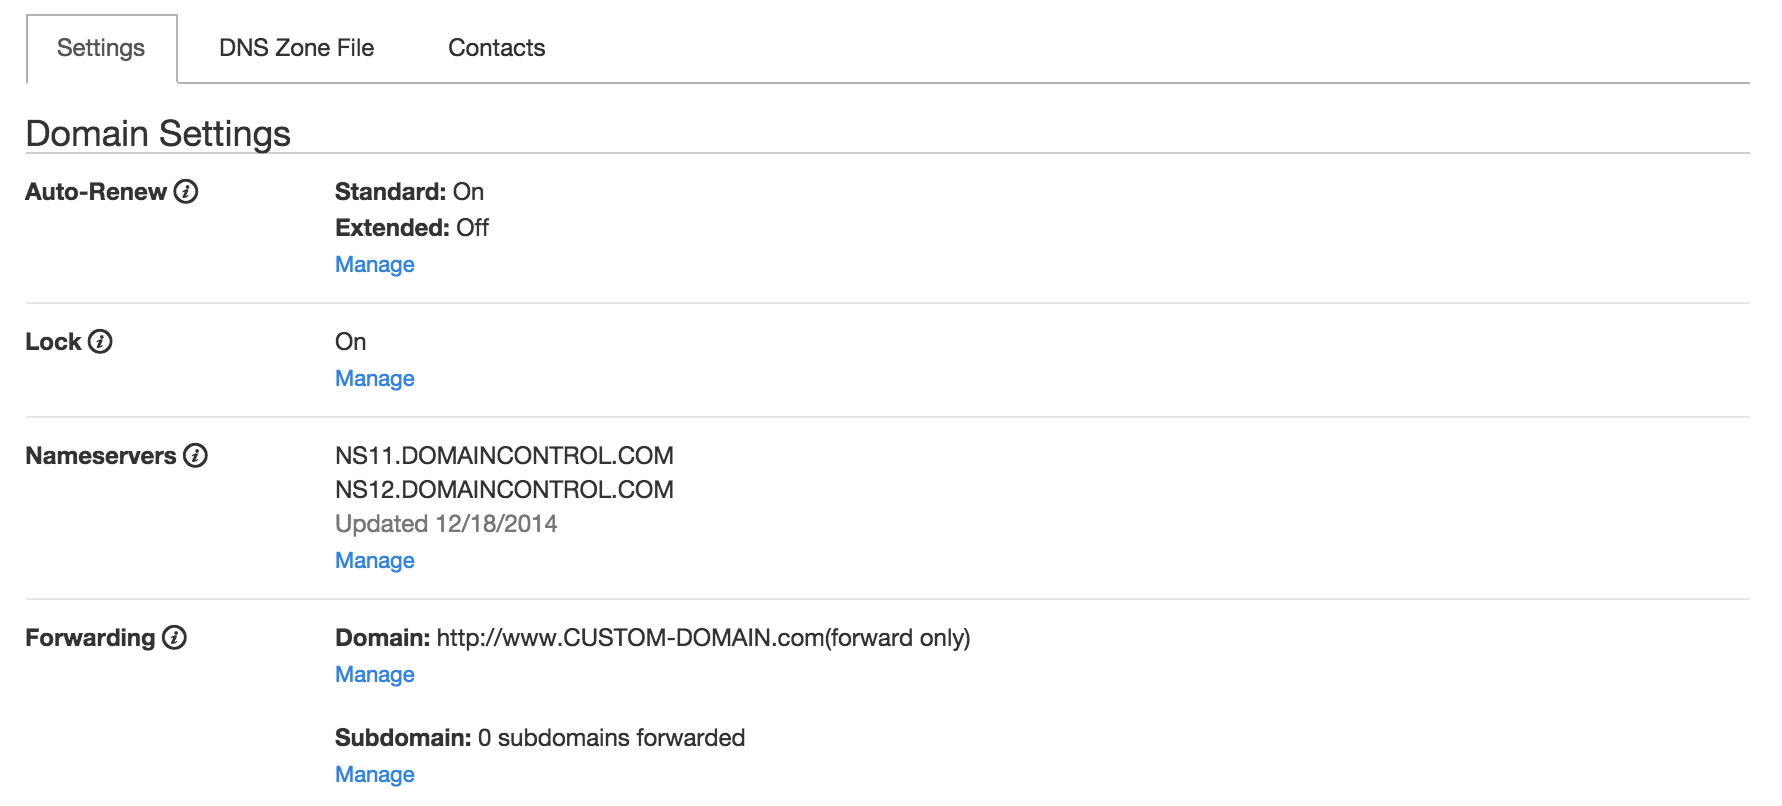 Settings DNS Zone File Contacts
Domain Settings
Auto-Renew Standard: On
Extended: Off
Manage
Lock On
Manage
Nameservers NS11.DOMAINCONTROL.COM
NS12.DOMAINCONTROL.COM
Updated 12/18/2014
Manage
Forwarding Domain: http://www.CUSTOM-DOMAIN.com(forward only)
Manage
Subdomain: 0 subdomains forwarded
Manage